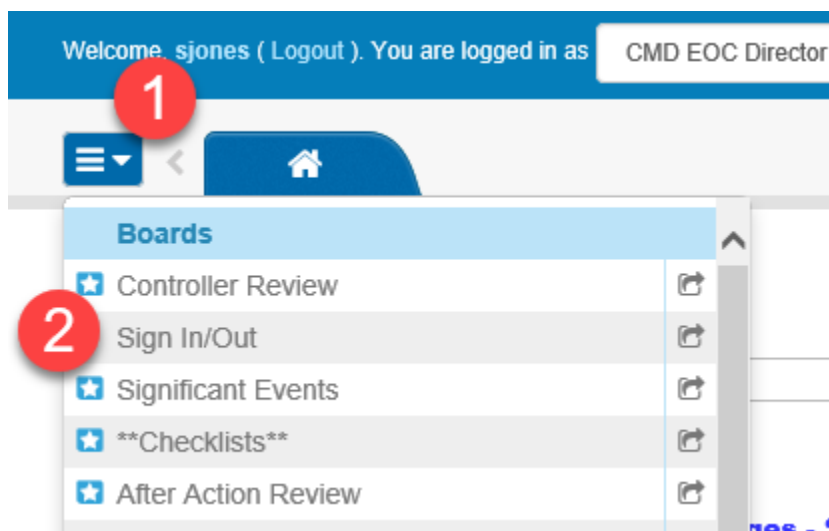 Welcome, sjones ( Logout ). You are logged in as CMD EOC Director
1
Boards
Controller Review
2
Sign In/Out
Significant Events
**Checklists**
After Action Review